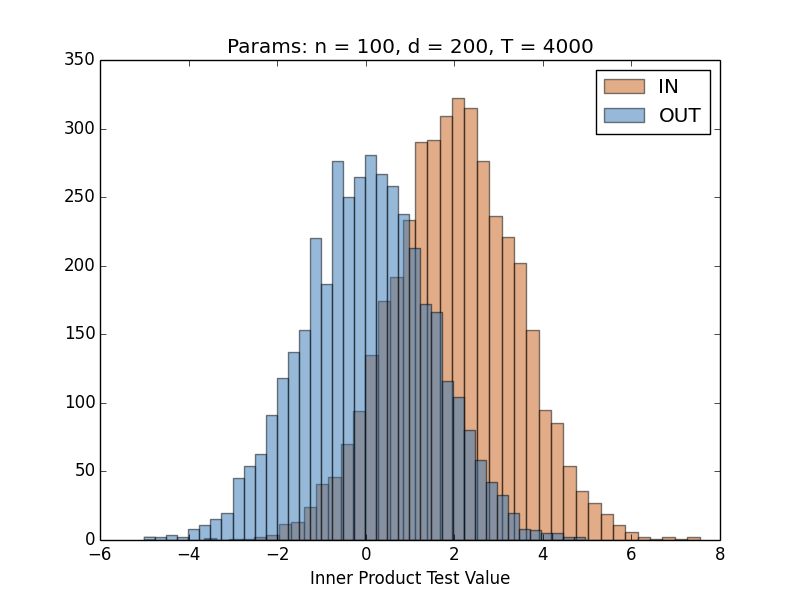 Params: n = 100, d = 200, T = 4000
350
300
250
200
150
100
50
0
IN
OUT
−6 −4 −2 0 2 4 6 8
Inner Product Test Value